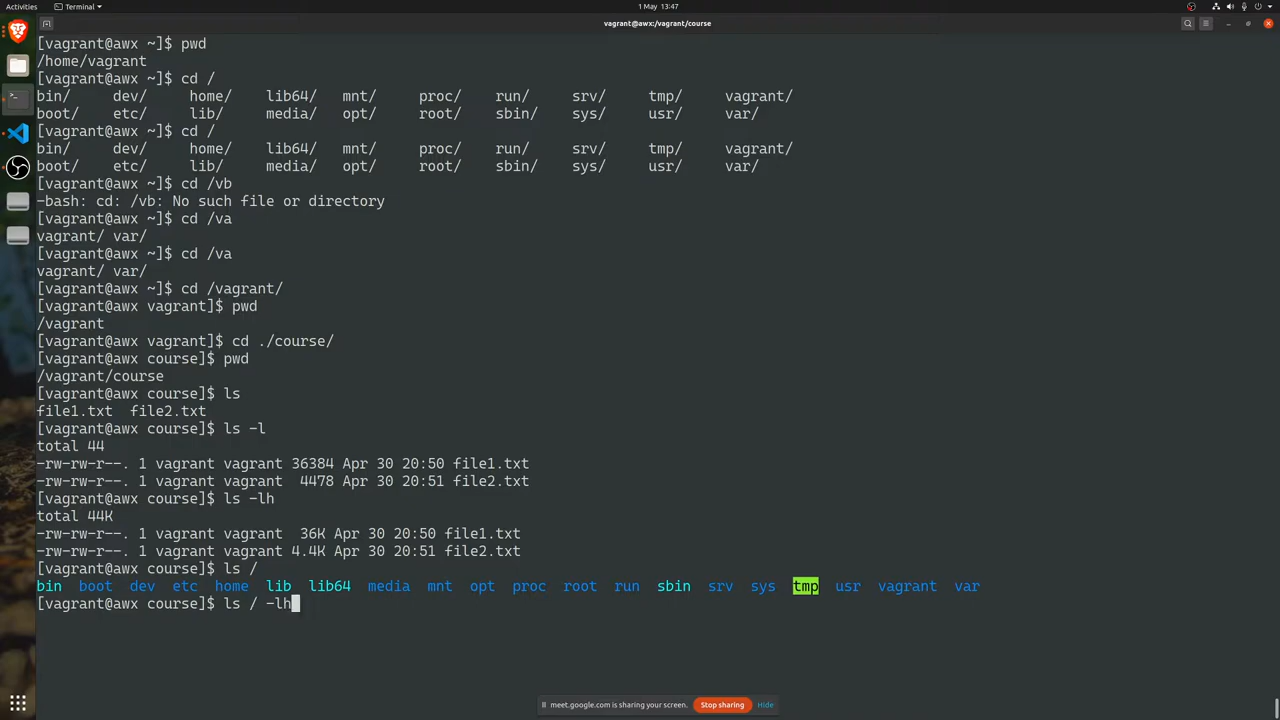 Activities Terminal 1 May 13:47
vagrant@awx:/vagrant/course
[vagrant@awx ~]$ pwd
/home/vagrant
[vagrant@awx ~]$ cd /
bin/ dev/ home/ lib64/ mnt/ proc/ run/ srv/ tmp/ vagrant/
boot/ etc/ lib/ media/ opt/ root/ sbin/ sys/ usr/ var/
[vagrant@awx ~]$ cd /
bin/ dev/ home/ lib64/ mnt/ proc/ run/ srv/ tmp/ vagrant/
boot/ etc/ lib/ media/ opt/ root/ sbin/ sys/ usr/ var/
[vagrant@awx ~]$ cd /vb
-bash: cd: /vb: No such file or directory
[vagrant@awx ~]$ cd /va
vagrant/ var/
[vagrant@awx ~]$ cd /va
vagrant/ var/
[vagrant@awx ~]$ cd /vagrant/
[vagrant@awx vagrant]$ pwd
/vagrant
[vagrant@awx vagrant]$ cd ./course/
[vagrant@awx course]$ pwd
/vagrant/course
[vagrant@awx course]$ ls
file1.txt file2.txt
[vagrant@awx course]$ ls -l
total 44
-rw-rw-r--. 1 vagrant vagrant 36384 Apr 30 20:50 file1.txt
-rw-rw-r--. 1 vagrant vagrant 4478 Apr 30 20:51 file2.txt
[vagrant@awx course]$ ls -lh
total 44K
-rw-rw-r--. 1 vagrant vagrant 36K Apr 30 20:50 file1.txt
-rw-rw-r--. 1 vagrant vagrant 4.4K Apr 30 20:51 file2.txt
[vagrant@awx course]$ ls /
bin boot dev etc home lib lib64 media mnt opt proc root run sbin srv sys tmp usr vagrant var
[vagrant@awx course]$ ls / -lh
meet.google.com is sharing your screen. Stop sharing Hide